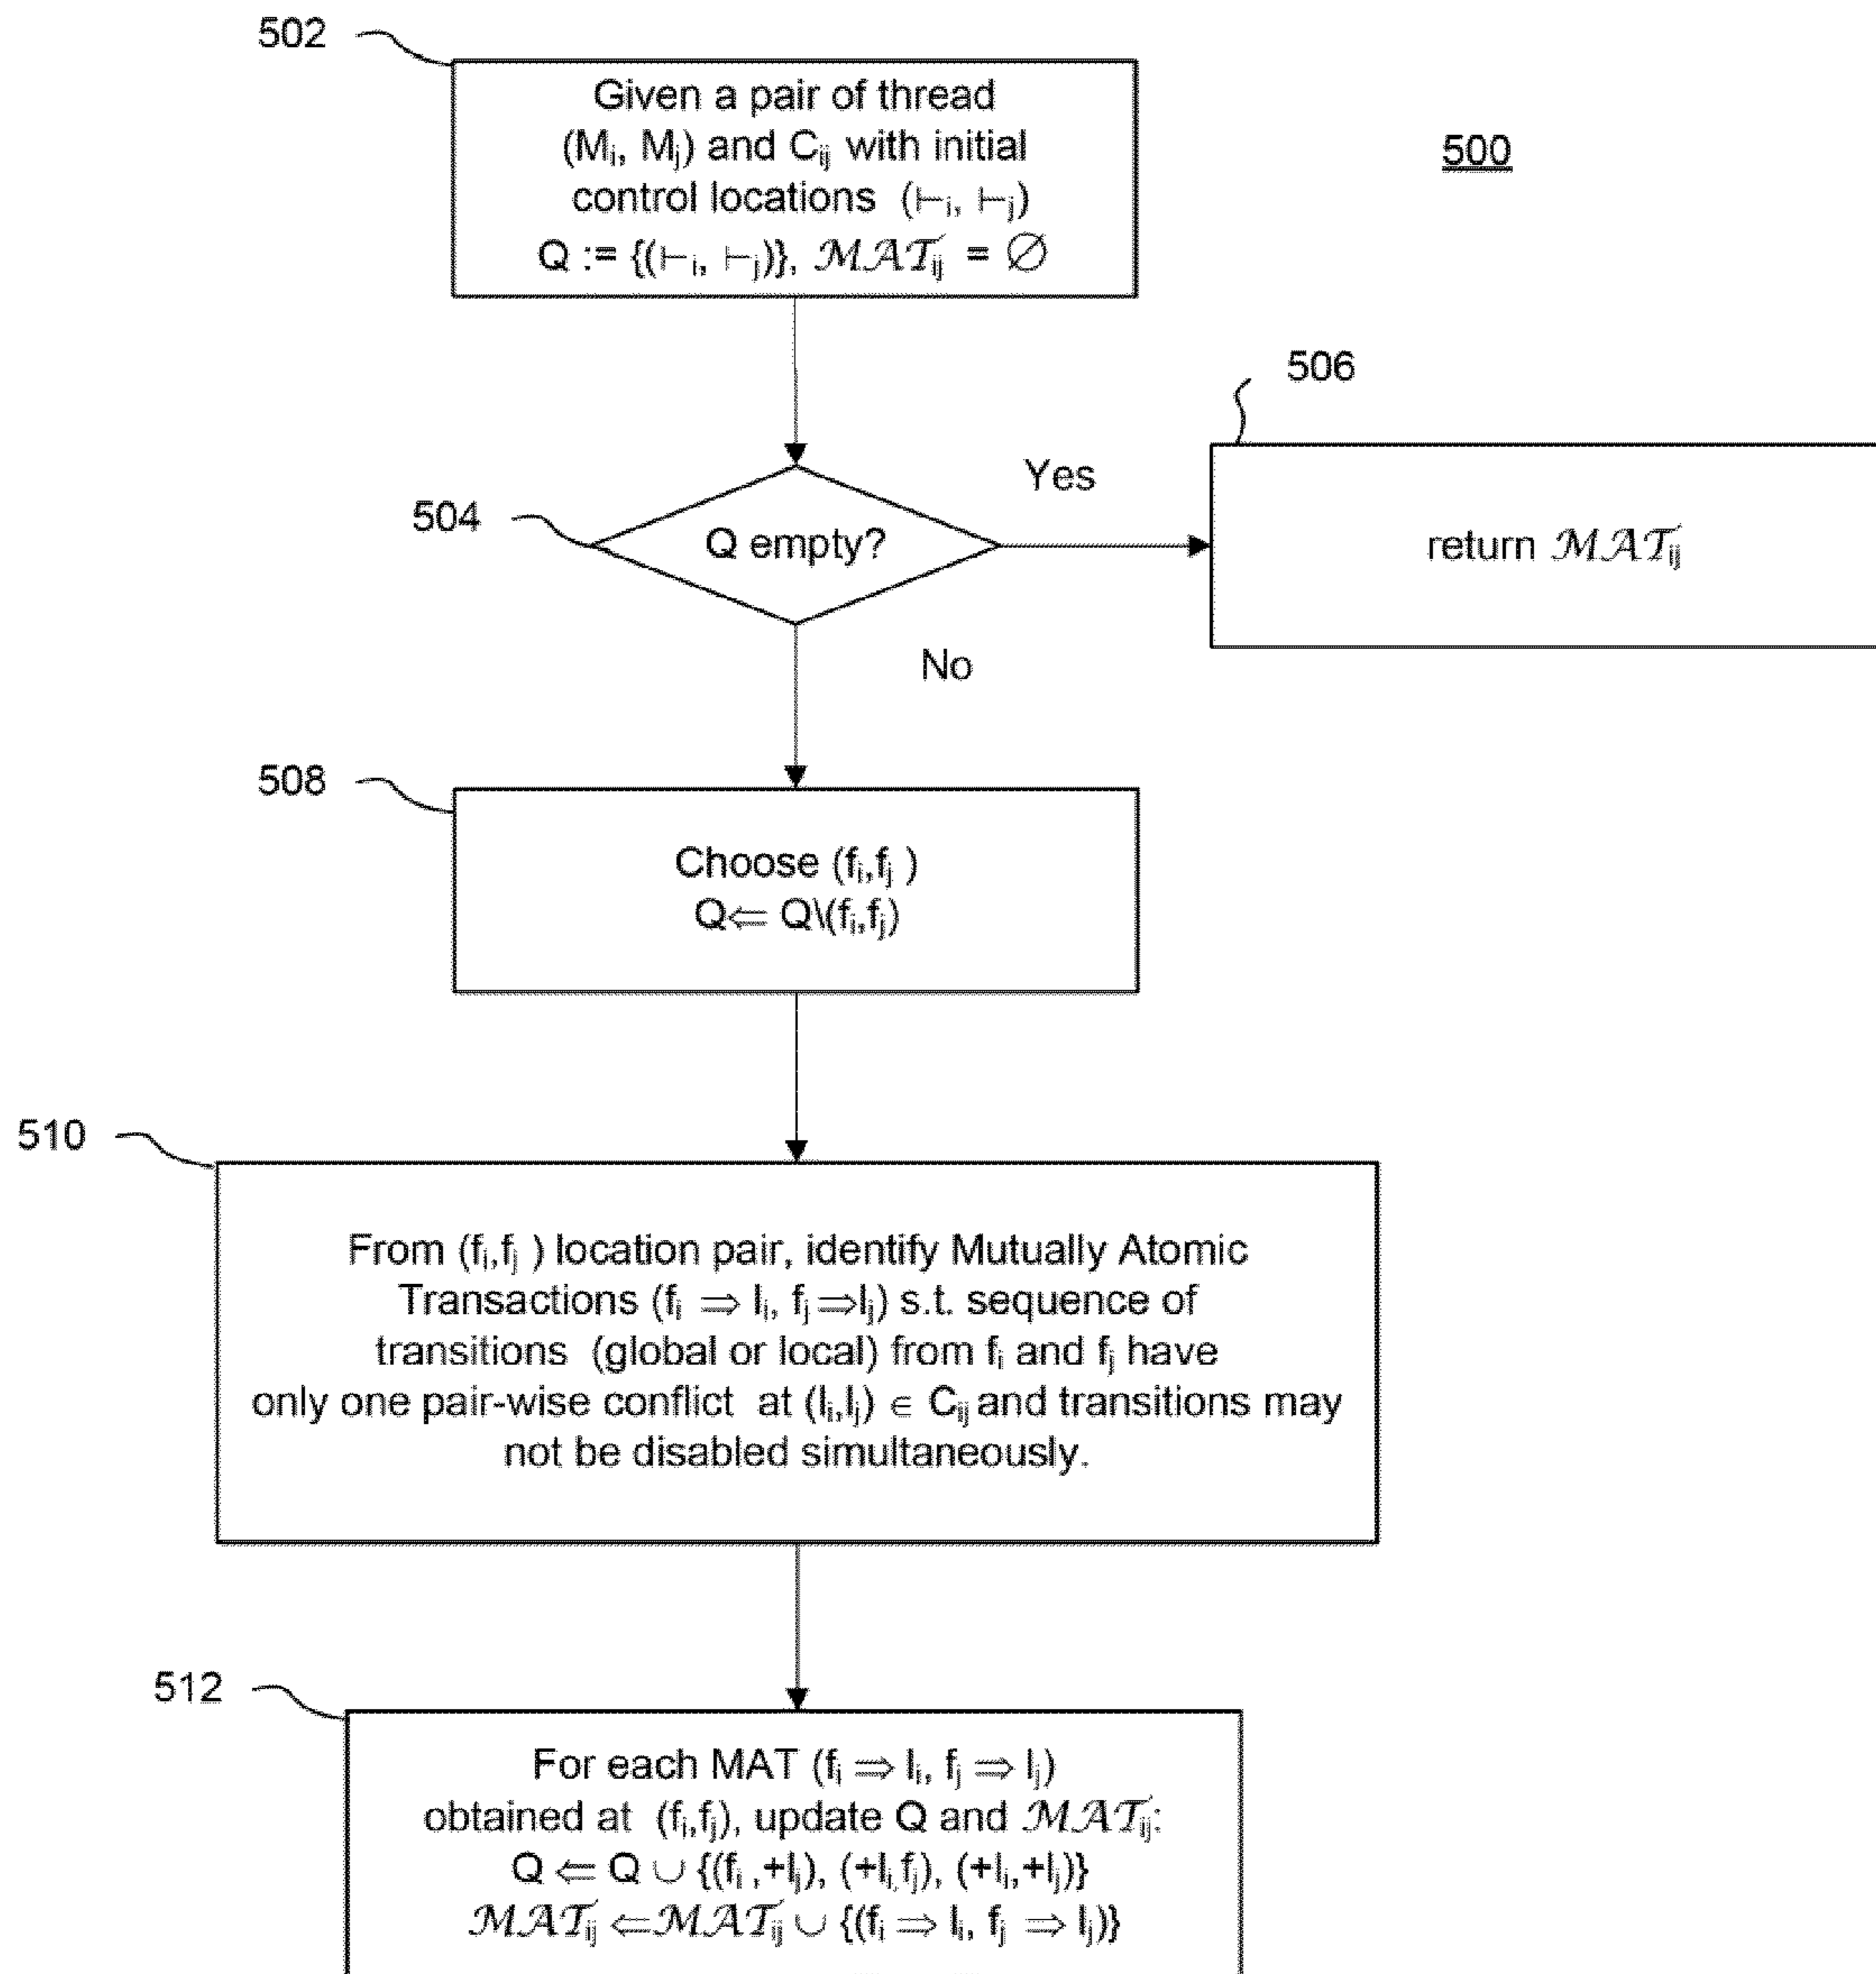 502
Given a pair of thread
(Mᵢ, Mⱼ) and Cᵢⱼ with initial
control locations (⊢ᵢ, ⊢ⱼ)
Q := {(⊢ᵢ, ⊢ⱼ)}, 𝓜𝓐𝓣ᵢⱼ = ∅
500
506
504
Q empty?
Yes
return 𝓜𝓐𝓣ᵢⱼ
No
508
Choose (fᵢ,fⱼ )
Q⇐ Q\(fᵢ,fⱼ)
510
From (fᵢ,fⱼ ) location pair, identify Mutually Atomic
Transactions (fᵢ ⇒ lᵢ, fⱼ ⇒lⱼ) s.t. sequence of
transitions (global or local) from fᵢ and fⱼ have
only one pair-wise conflict at (lᵢ,lⱼ) ∈ Cᵢⱼ and transitions may
not be disabled simultaneously.
512
For each MAT (fᵢ ⇒ lᵢ, fⱼ ⇒ lⱼ)
obtained at (fᵢ,fⱼ), update Q and 𝓜𝓐𝓣ᵢⱼ:
Q ⇐ Q ∪ {(fᵢ ,+lⱼ), (+lᵢ,fⱼ), (+lᵢ,+lⱼ)}
𝓜𝓐𝓣ᵢⱼ ⇐𝓜𝓐𝓣ᵢⱼ ∪ {(fᵢ ⇒ lᵢ, fⱼ ⇒ lⱼ)}